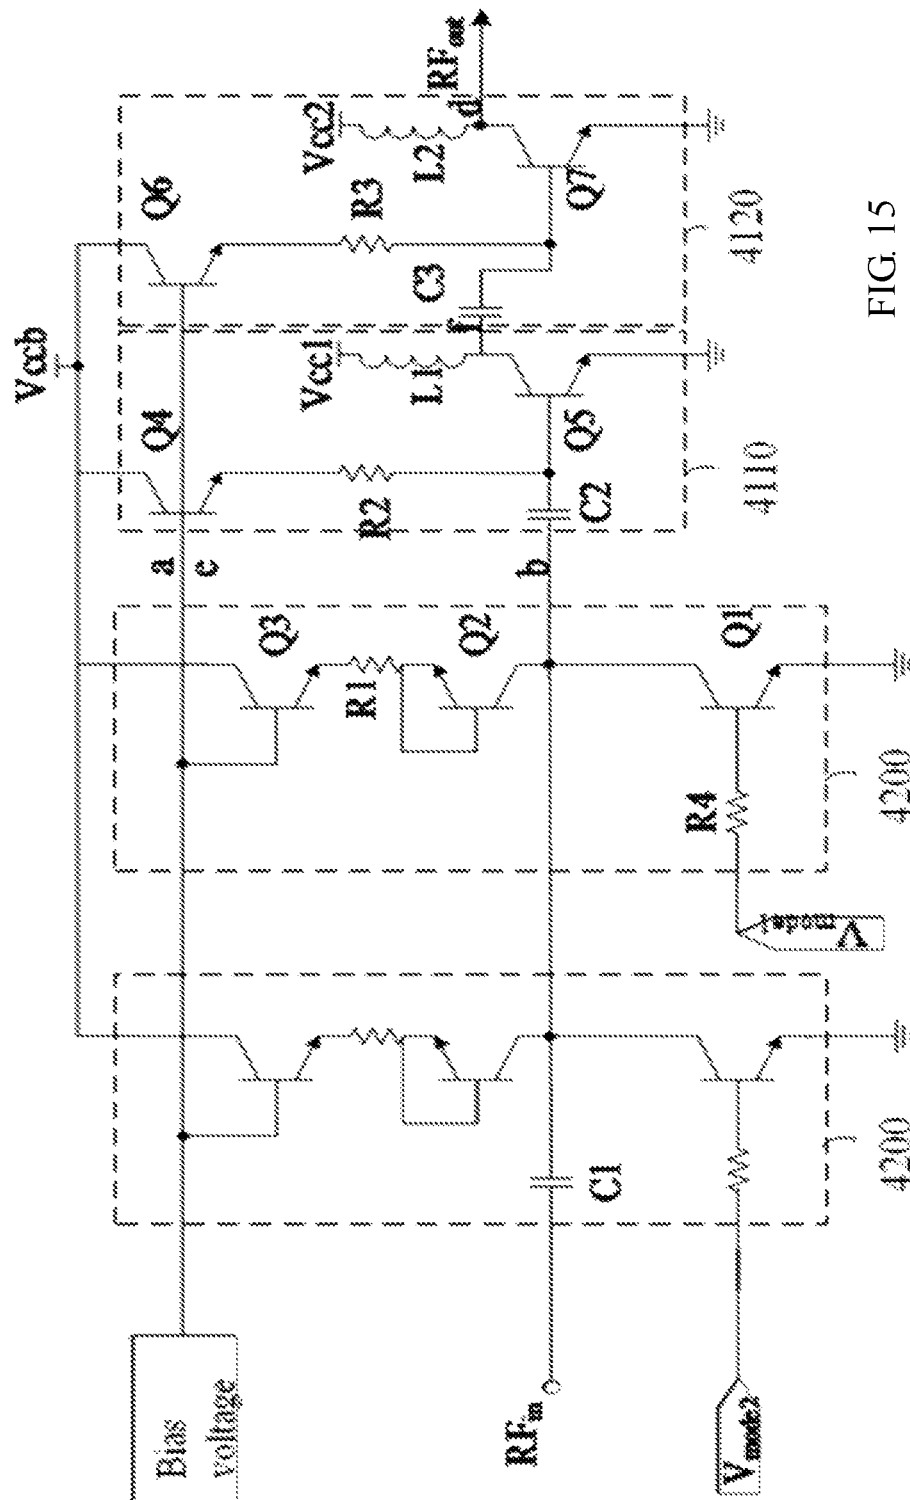 Vccb
Q4
Q6
a
c
Q3
R1
Q2
b
Q1
R4
Vmode1
R2
C2
Q5
Vcc1
L1
f
C3
R3
Vcc2
L2
d
RFout
Q7
4110
4120
4200
4200
C1
RFin
Vmode2
Bias
voltage
FIG. 15